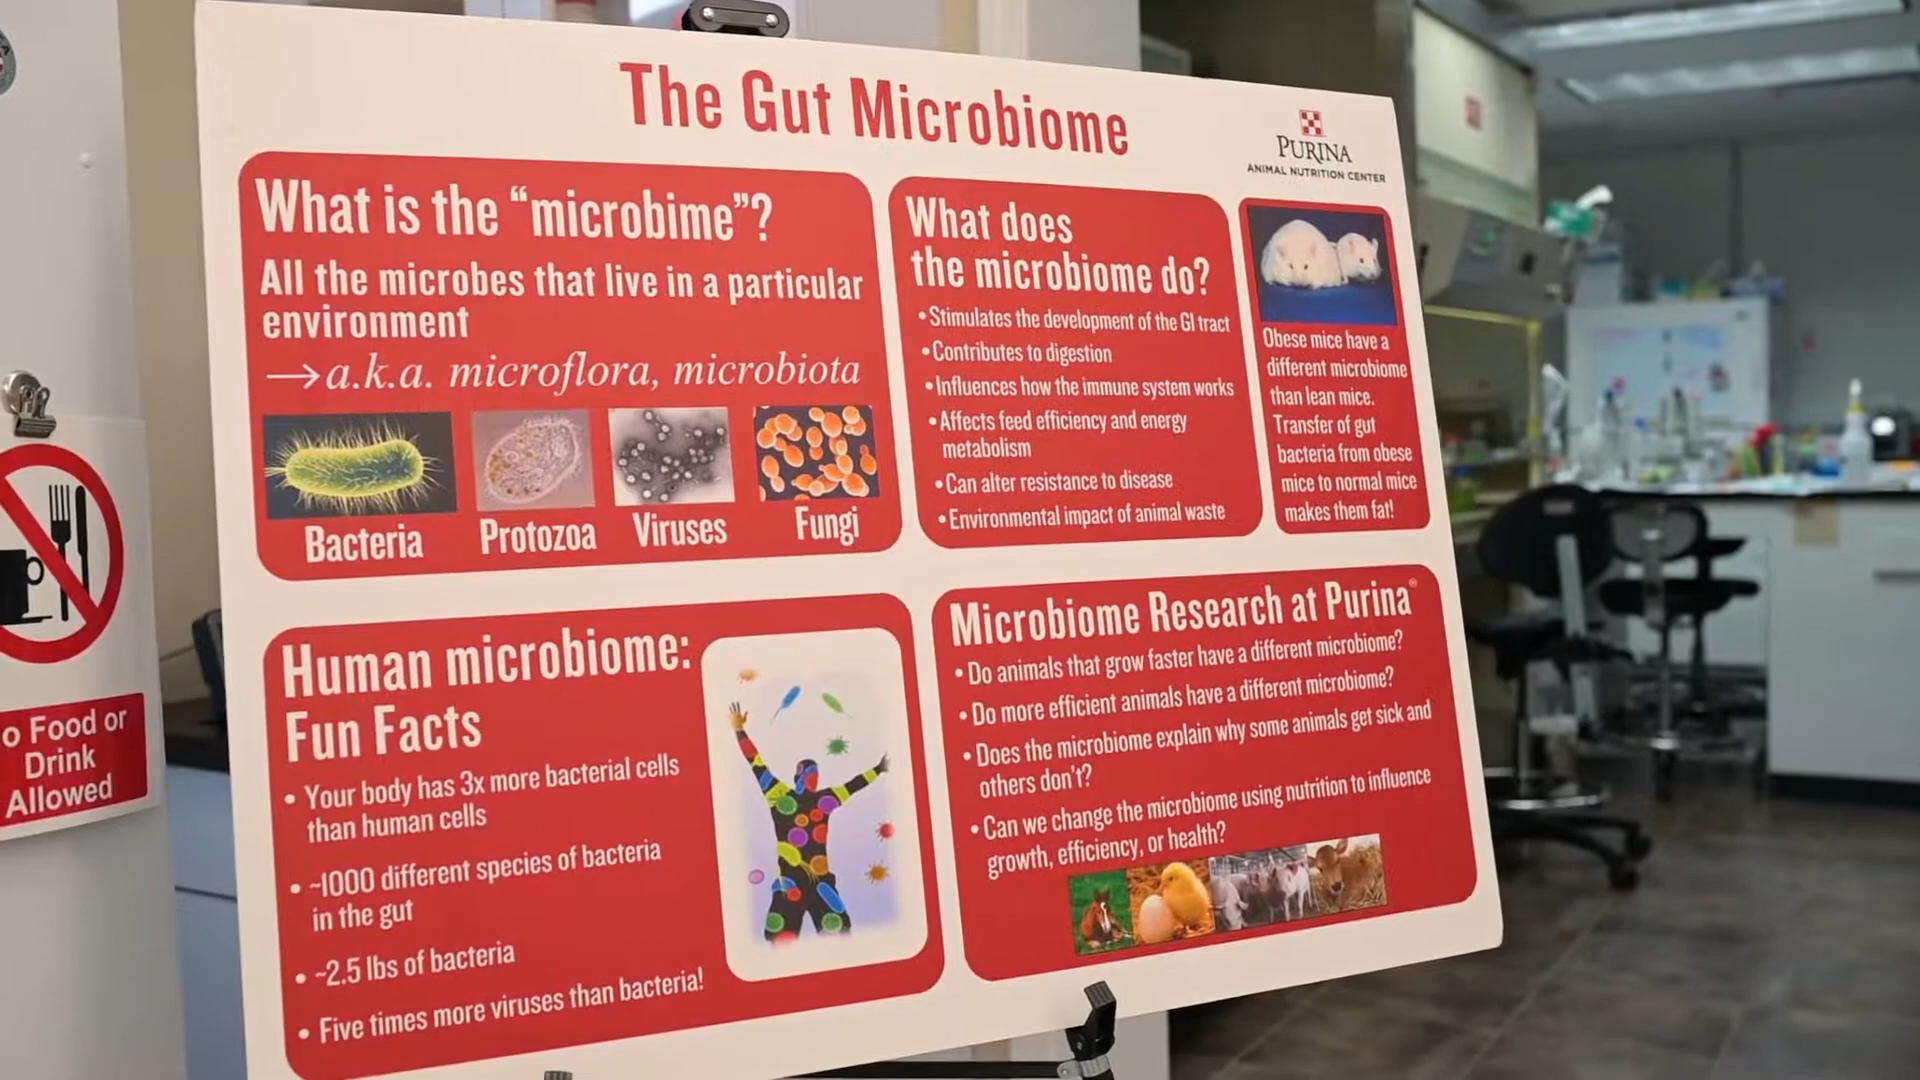 The Gut Microbiome
PURINA
ANIMAL NUTRITION CENTER
What is the “microbime”?
All the microbes that live in a particular
environment
→a.k.a. microflora, microbiota
Bacteria
Protozoa
Viruses
Fungi
What does
the microbiome do?
•Stimulates the development of the GI tract
•Contributes to digestion
•Influences how the immune system works
•Affects feed efficiency and energy
metabolism
•Can alter resistance to disease
•Environmental impact of animal waste
Obese mice have a
different microbiome
than lean mice.
Transfer of gut
bacteria from obese
mice to normal mice
makes them fat!
Human microbiome:
Fun Facts
• Your body has 3x more bacterial cells
than human cells
• ~1000 different species of bacteria
in the gut
• ~2.5 lbs of bacteria
• Five times more viruses than bacteria!
Microbiome Research at Purina®
• Do animals that grow faster have a different microbiome?
• Do more efficient animals have a different microbiome?
• Does the microbiome explain why some animals get sick and
others don't?
• Can we change the microbiome using nutrition to influence
growth, efficiency, or health?
o Food or
Drink
Allowed